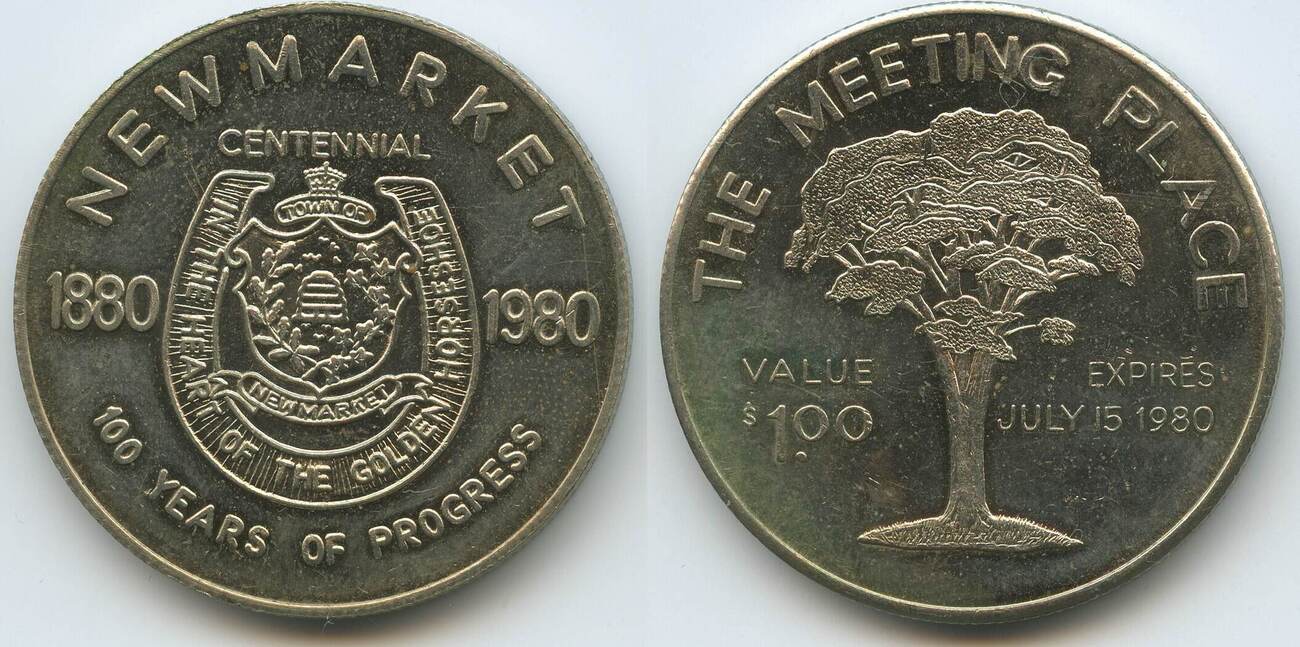 NEWMARKET
CENTENNIAL
TOWN OF
1880
1980
NEWMARKET
IN THE HEART OF THE GOLDEN HORSESHOE
100 YEARS OF PROGRESS
THE MEETING PLACE
VALUE
$1.00
EXPIRES
JULY 15 1980